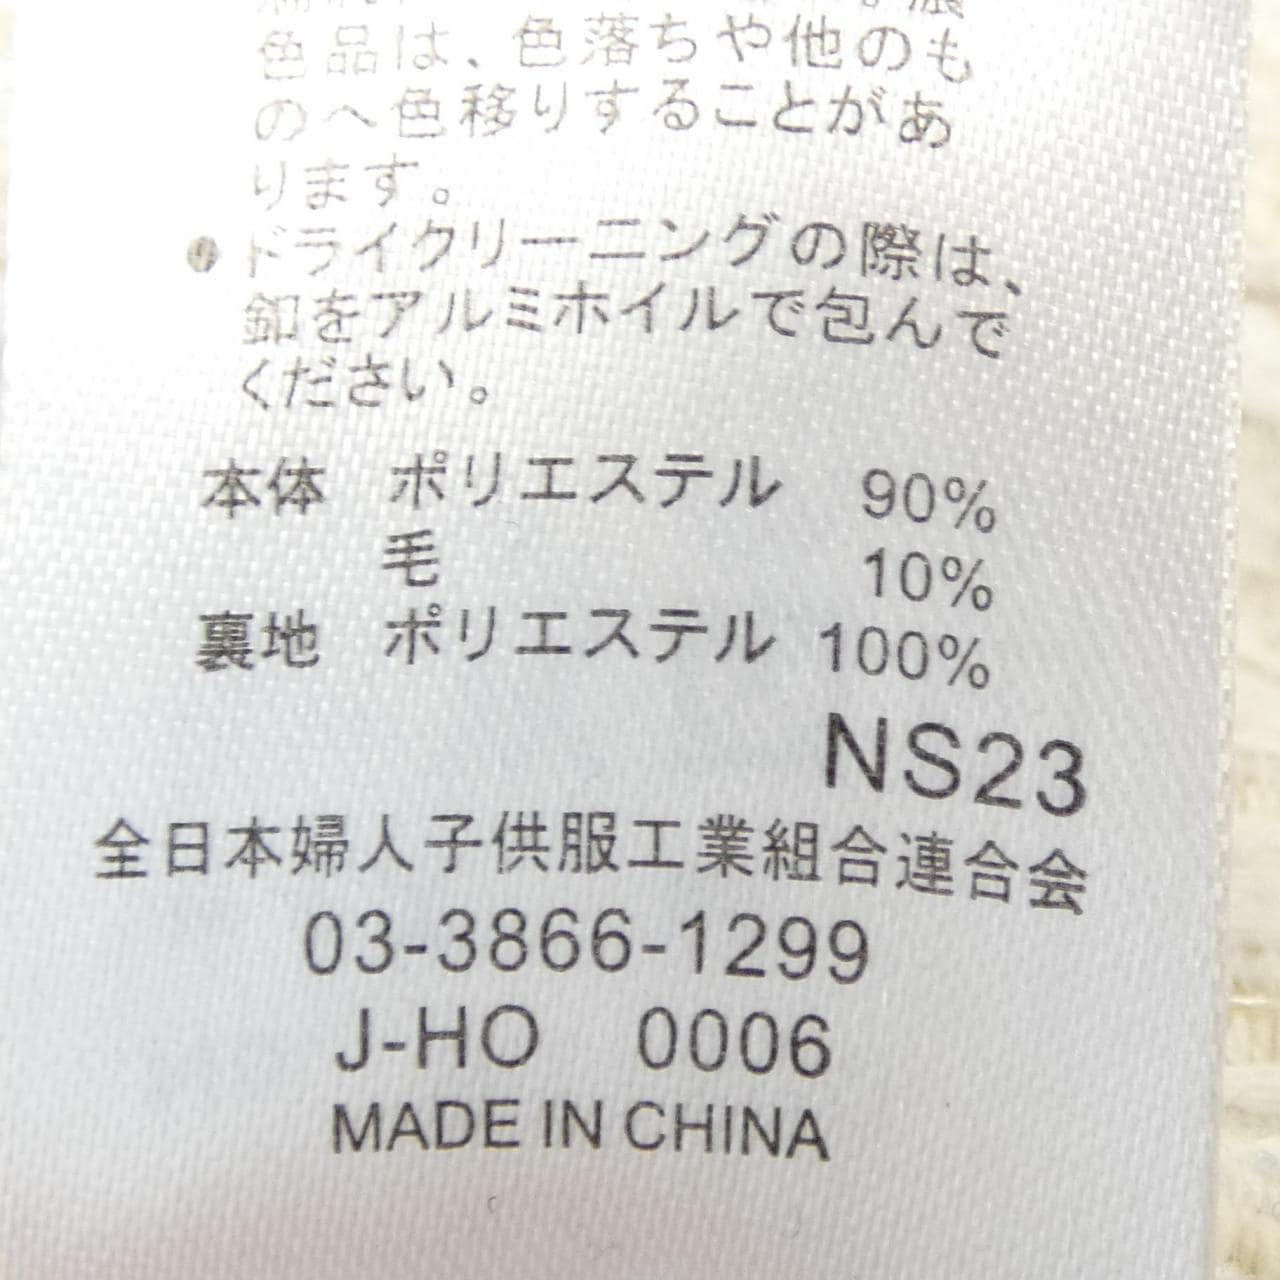 色品は、色落ちや他のも
のへ色移りすることがあ
ります。
●ドライクリーニングの際は、
釦をアルミホイルで包んで
ください。
本体 ポリエステル 90%
毛 10%
裏地 ポリエステル 100%
NS23
全日本婦人子供服工業組合連合会
03-3866-1299
J-HO 0006
MADE IN CHINA